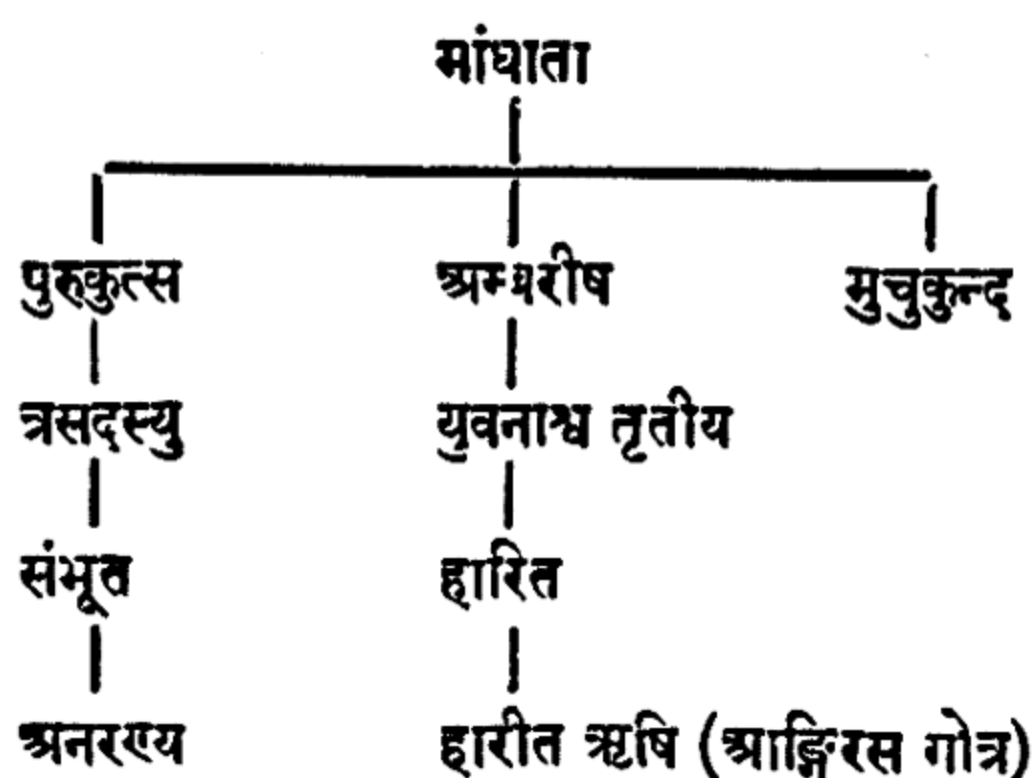 मांधाता
पुरुकुत्स अम्बरीष मुचुकुन्द
त्रसदस्यु युवनाश्व तृतीय
संभूत हारित
अनरण्य हारीत ऋषि (आङ्गिरस गोत्र)